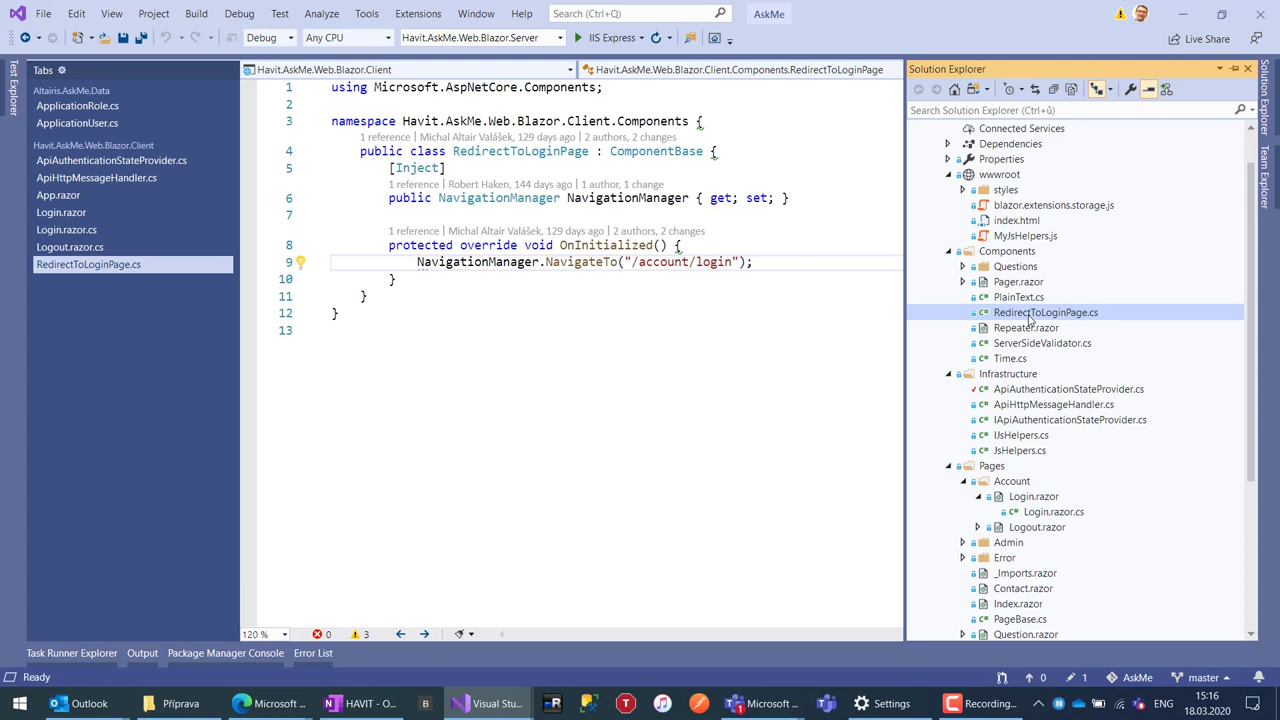 File Edit View Project Build Debug Test Analyze Tools Extensions Window Help Search (Ctrl+Q) AskMe
Debug Any CPU Havit.AskMe.Web.Blazor.Server IIS Express Live Share
Test Explorer
Tabs
Altairis.AskMe.Data
ApplicationRole.cs
ApplicationUser.cs
Havit.AskMe.Web.Blazor.Client
ApiAuthenticationStateProvider.cs
ApiHttpMessageHandler.cs
App.razor
Login.razor
Login.razor.cs
Logout.razor.cs
RedirectToLoginPage.cs
Havit.AskMe.Web.Blazor.Client Havit.AskMe.Web.Blazor.Client.Components.RedirectToLoginPage
1 using Microsoft.AspNetCore.Components;
2
3 namespace Havit.AskMe.Web.Blazor.Client.Components {
1 reference | Michal Altair Valášek, 129 days ago | 2 authors, 2 changes
4 public class RedirectToLoginPage : ComponentBase {
5 [Inject]
1 reference | Robert Haken, 144 days ago | 1 author, 1 change
6 public NavigationManager NavigationManager { get; set; }
7
1 reference | Michal Altair Valášek, 129 days ago | 2 authors, 2 changes
8 protected override void OnInitialized() {
9 NavigationManager.NavigateTo("/account/login");
10 }
11 }
12 }
13
120 % 0 3
Solution Explorer
Search Solution Explorer (Ctrl+ů)
Connected Services
Dependencies
Properties
wwwroot
styles
blazor.extensions.storage.js
index.html
MyJsHelpers.js
Components
Questions
Pager.razor
PlainText.cs
RedirectToLoginPage.cs
Repeater.razor
ServerSideValidator.cs
Time.cs
Infrastructure
ApiAuthenticationStateProvider.cs
ApiHttpMessageHandler.cs
IApiAuthenticationStateProvider.cs
IJsHelpers.cs
JsHelpers.cs
Pages
Account
Login.razor
Login.razor.cs
Logout.razor
Admin
Error
_Imports.razor
Contact.razor
Index.razor
PageBase.cs
Question.razor
Solution Explorer
Team Explorer
Task Runner Explorer Output Package Manager Console Error List
Ready 0 1 AskMe master
Outlook Příprava Microsoft ... HAVIT - O... Visual Stu... Microsoft ... Settings Recording... ENG 15:16
18.03.2020